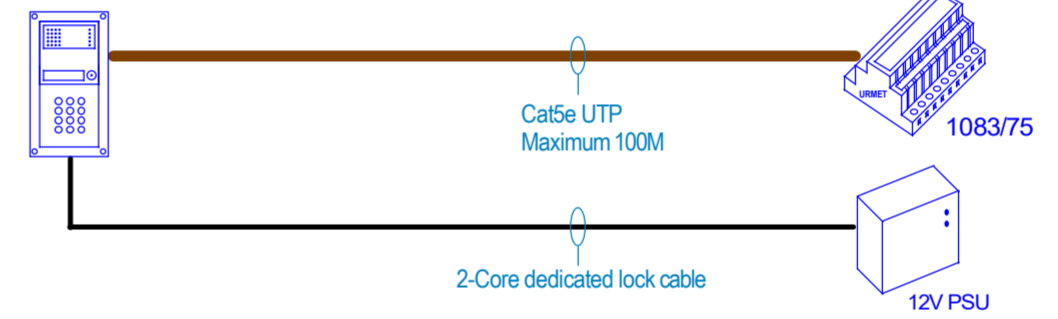 URMET
1083/75
Cat5e UTP
Maximum 100M
2-Core dedicated lock cable
12V PSU